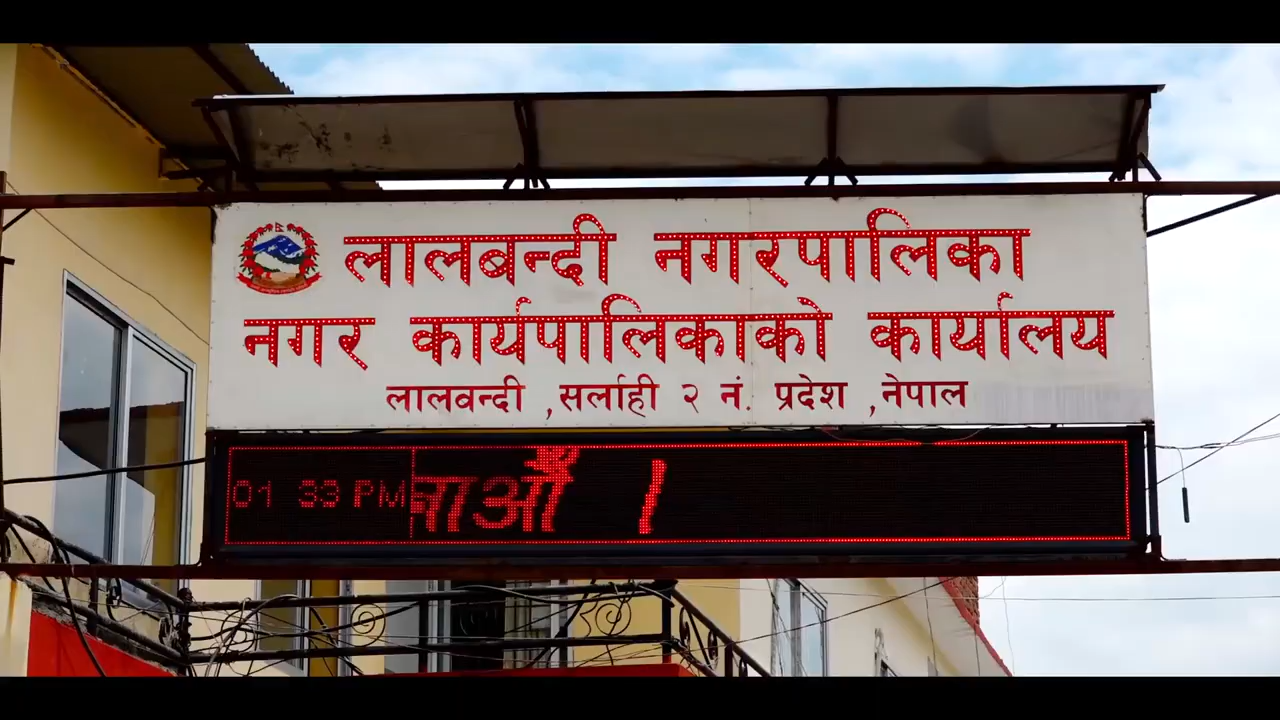 लालबन्दी नगरपालिका
नगर कार्यपालिकाको कार्यालय
लालवन्दी ,सर्लाही २ नं. प्रदेश ,नेपाल
01 33 PM